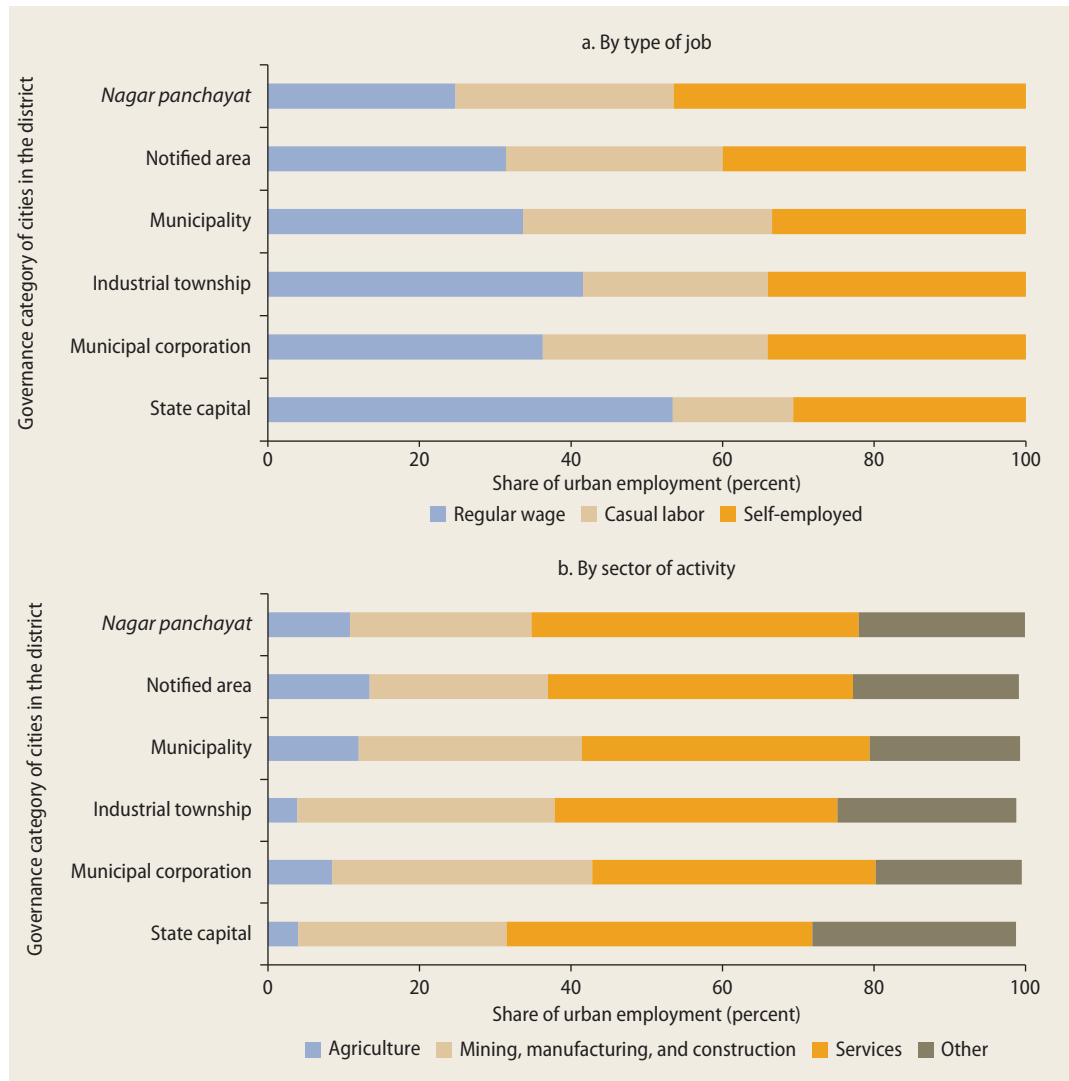 a. By type of job
Governance category of cities in the district
Nagar panchayat
Notified area
Municipality
Industrial township
Municipal corporation
State capital
0 20 40 60 80 100
Share of urban employment (percent)
Regular wage Casual labor Self-employed
b. By sector of activity
Governance category of cities in the district
Nagar panchayat
Notified area
Municipality
Industrial township
Municipal corporation
State capital
0 20 40 60 80 100
Share of urban employment (percent)
Agriculture Mining, manufacturing, and construction Services Other